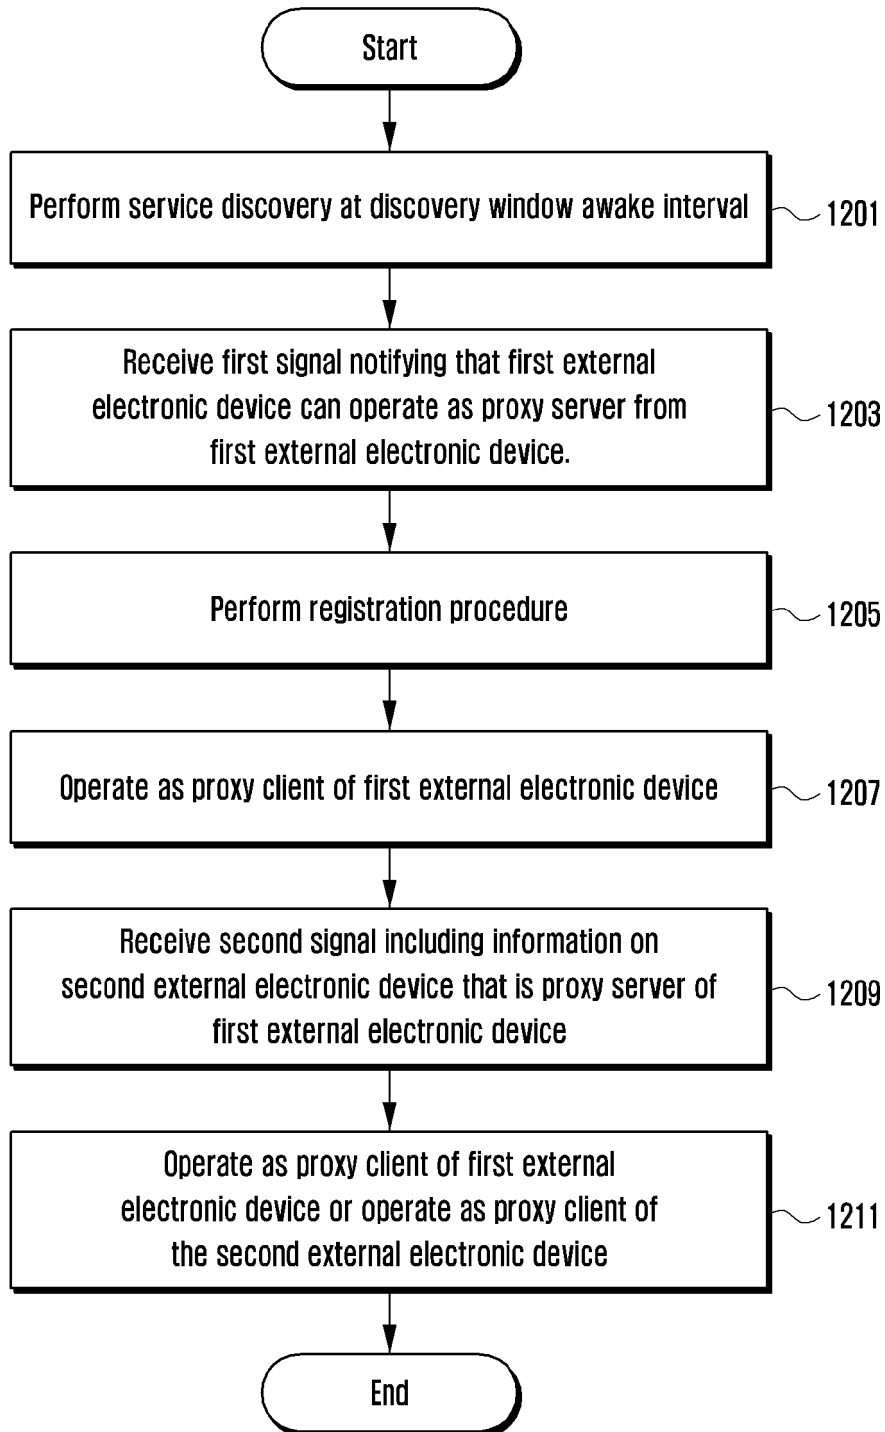 Start
Perform service discovery at discovery window awake interval
1201
Receive first signal notifying that first external
electronic device can operate as proxy server from
first external electronic device.
1203
Perform registration procedure
1205
Operate as proxy client of first external electronic device
1207
Receive second signal including information on
second external electronic device that is proxy server of
first external electronic device
1209
Operate as proxy client of first external
electronic device or operate as proxy client of
the second external electronic device
1211
End